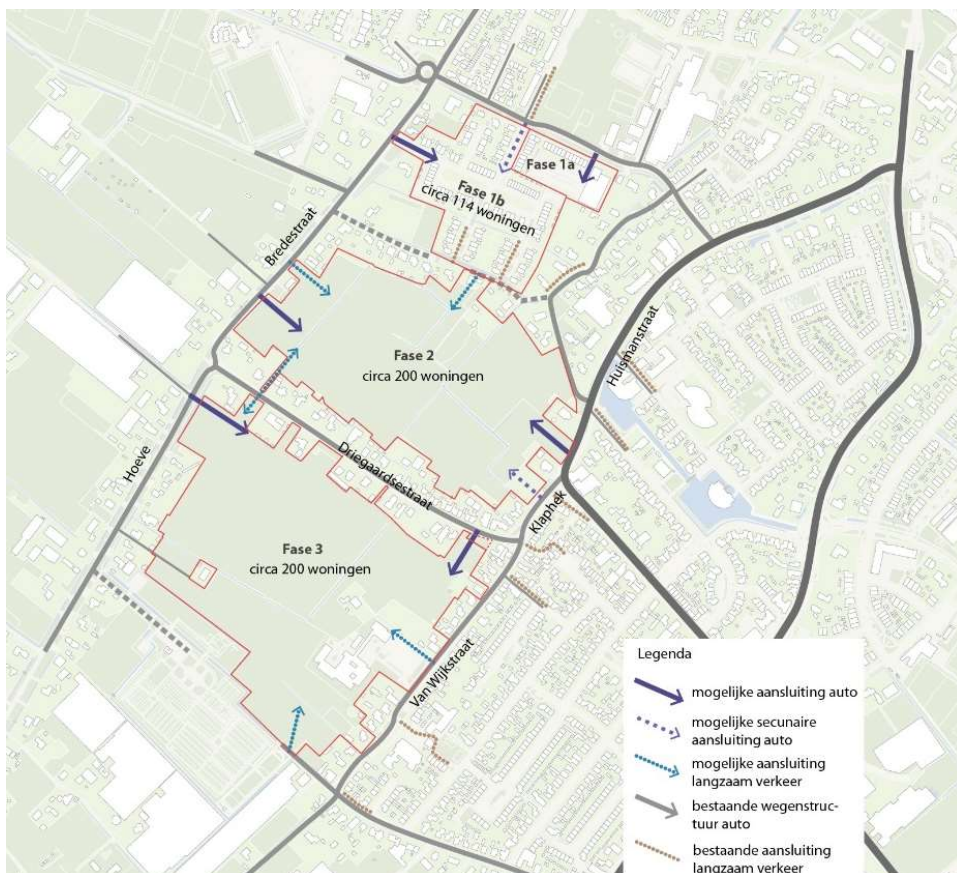 Fase 1a
Fase 1b
circa 114 woningen
Bredestraat
Fase 2
circa 200 woningen
Huismanstraat
Hoeve
Driegaardsestraat
Klaphek
Fase 3
circa 200 woningen
Van Wijkstraat
Legenda
mogelijke aansluiting auto
mogelijke secunaire
aansluiting auto
mogelijke aansluiting
langzaam verkeer
bestaande wegenstruc-
tuur auto
bestaande aansluiting
langzaam verkeer